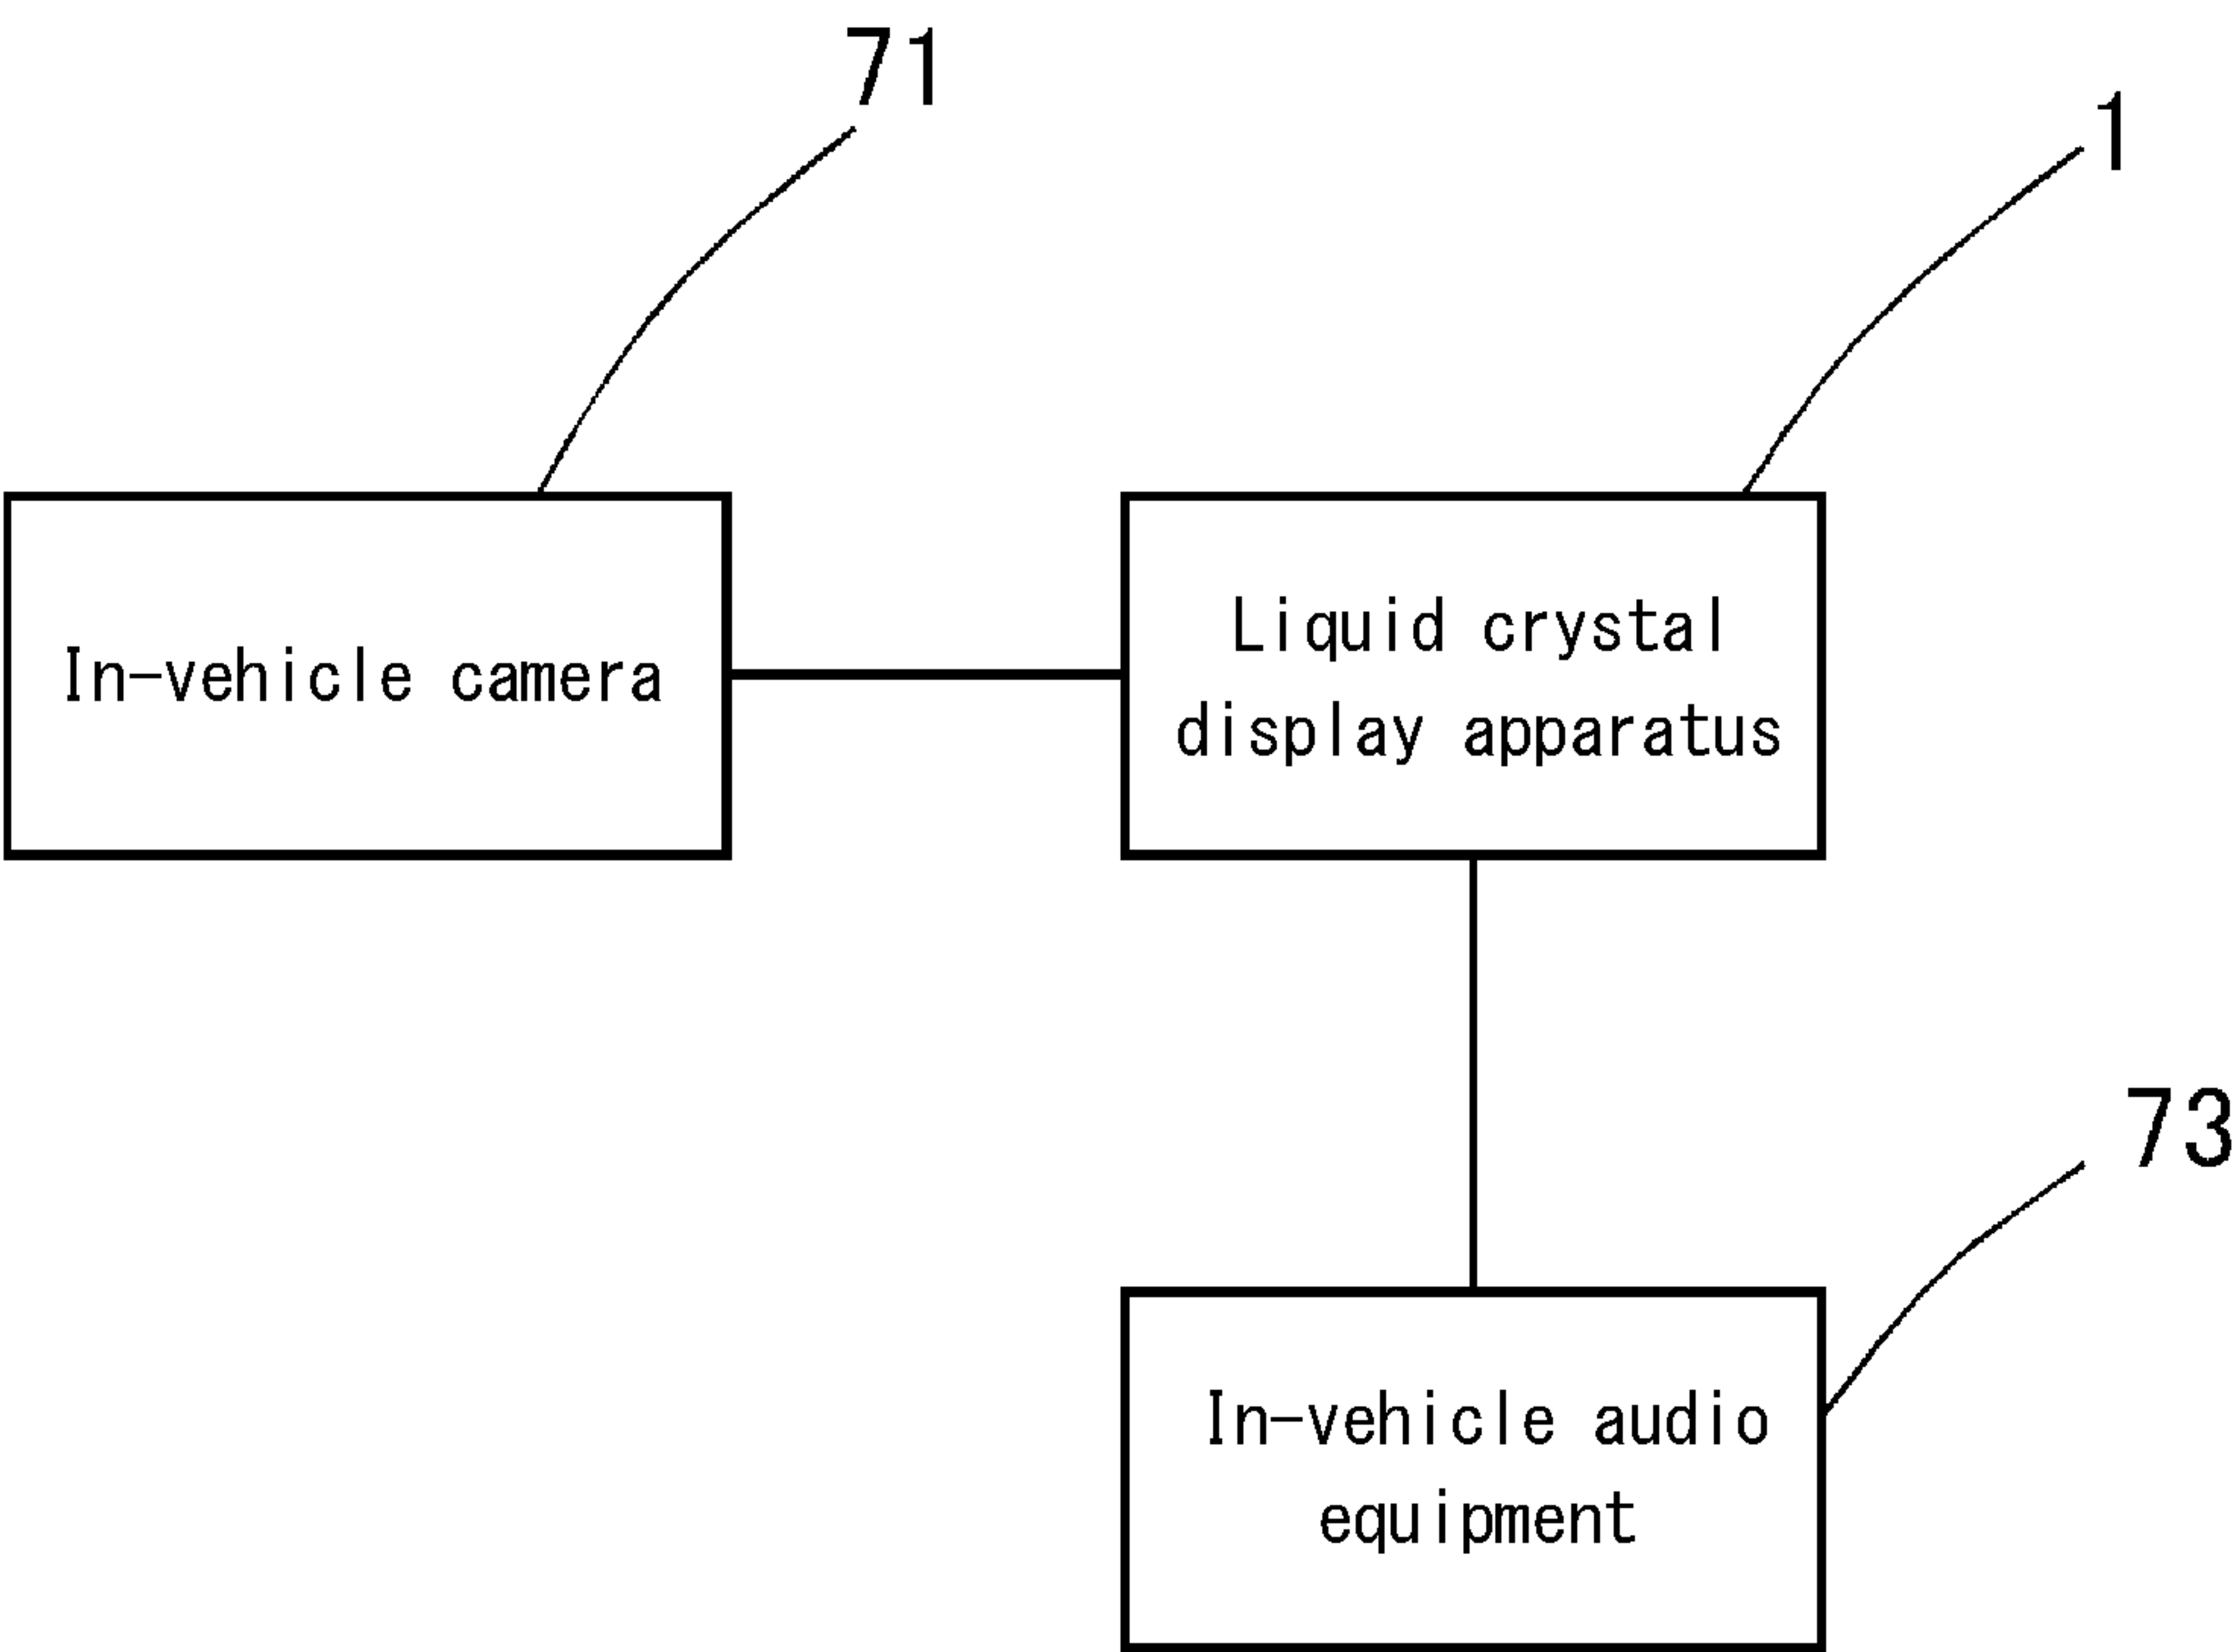 71
1
In-vehicle camera
Liquid crystal
display apparatus
73
In-vehicle audio
equipment